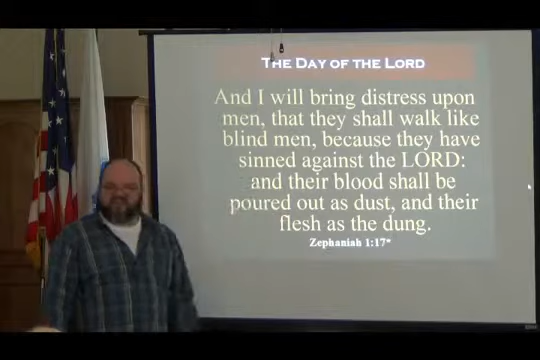 The Day of the Lord
And I will bring distress upon
men, that they shall walk like
blind men, because they have
sinned against the LORD:
and their blood shall be
poured out as dust, and their
flesh as the dung.
Zephaniah 1:17*